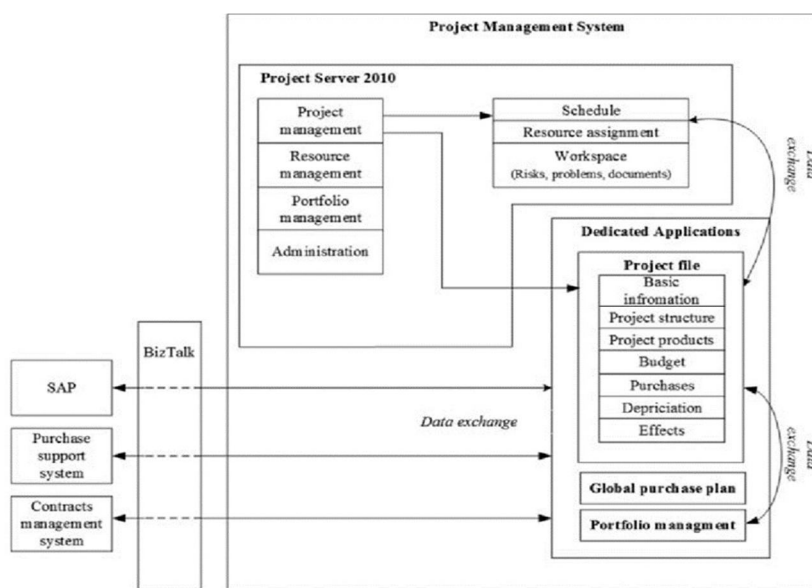 Project Management System
Project Server 2010
Project
management
Resource
management
Portfolio
management
Administration
Schedule
Resource assignment
Workspace
(Risks, problems, documents)
Data
exchange
Dedicated Applications
Project file
Basic
infromation
Project structure
Project products
Budget
Purchases
Depriciation
Effects
Global purchase plan
Portfolio managment
Data
exchange
BizTalk
SAP
Purchase
support
system
Contracts
management
system
Data exchange